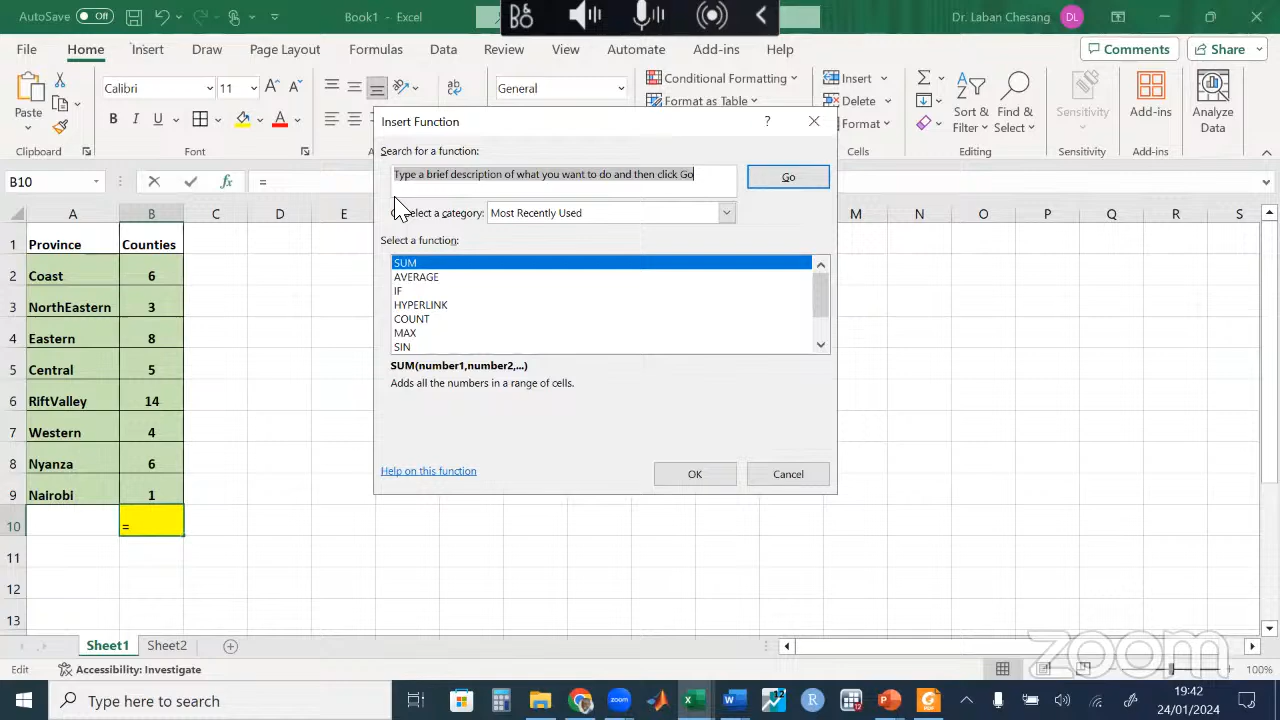 AutoSave Off Book1 - Excel Dr. Laban Chesang DL
File Home Insert Draw Page Layout Formulas Data Review View Automate Add-ins Help Comments Share
Paste
Clipboard
Calibri 11
B I U A
Font
General
Conditional Formatting
Format as Table
Insert
Delete
Format
Sort & Filter
Find & Select
Editing
Sensitivity
Sensitivity
Add-ins
Add-ins
Analyze Data
B10 fx =
Insert Function ?
Search for a function:
Type a brief description of what you want to do and then click Go
Go
select a category: Most Recently Used
Select a function:
SUM
AVERAGE
IF
HYPERLINK
COUNT
MAX
SIN
SUM(number1,number2,...)
Adds all the numbers in a range of cells.
Help on this function
OK Cancel
A B C D E M N O P Q R S
1 Province Counties
2 Coast 6
3 NorthEastern 3
4 Eastern 8
5 Central 5
6 RiftValley 14
7 Western 4
8 Nyanza 6
9 Nairobi 1
10 =
11
12
13
Sheet1 Sheet2
Edit Accessibility: Investigate 100%
zoom
Type here to search
zoom
12
19:42
24/01/2024